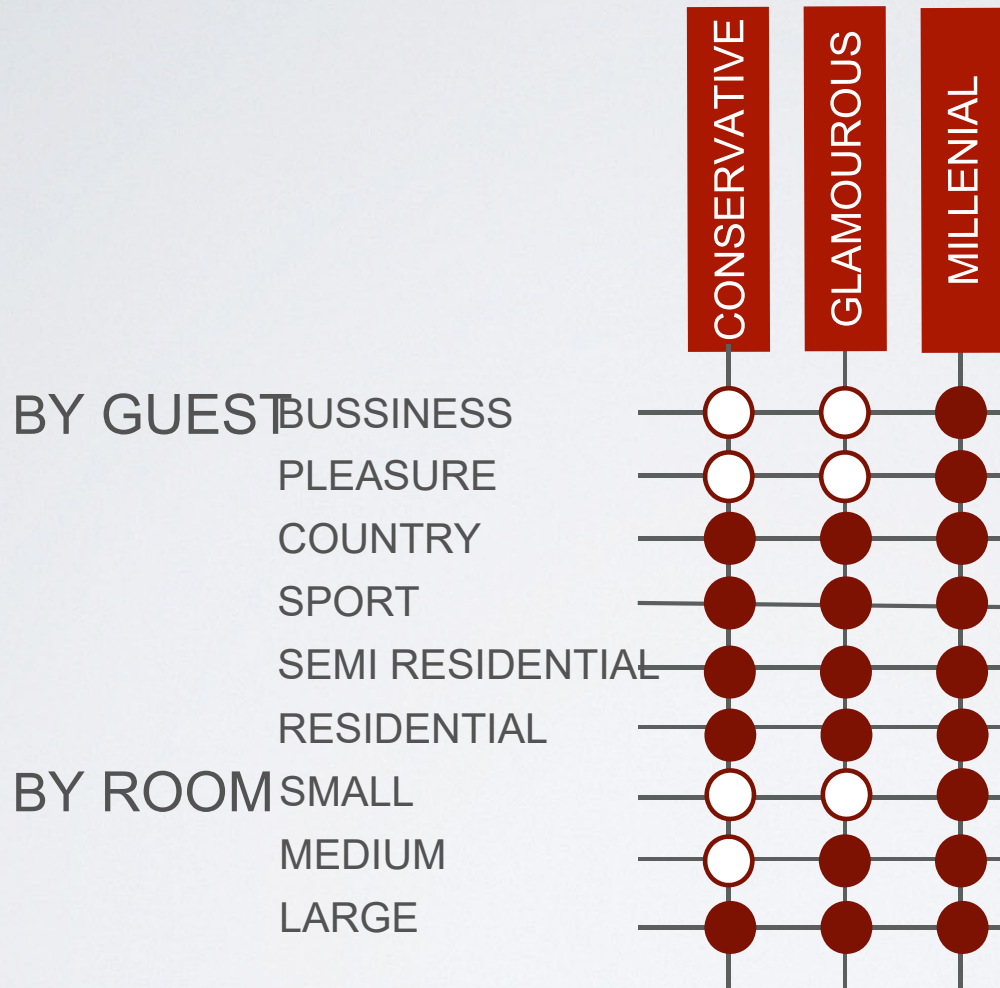 CONSERVATIVE
GLAMOUROUS
MILLENIAL
BY GUEST BUSSINESS
PLEASURE
COUNTRY
SPORT
SEMI RESIDENTIAL
RESIDENTIAL
BY ROOM SMALL
MEDIUM
LARGE